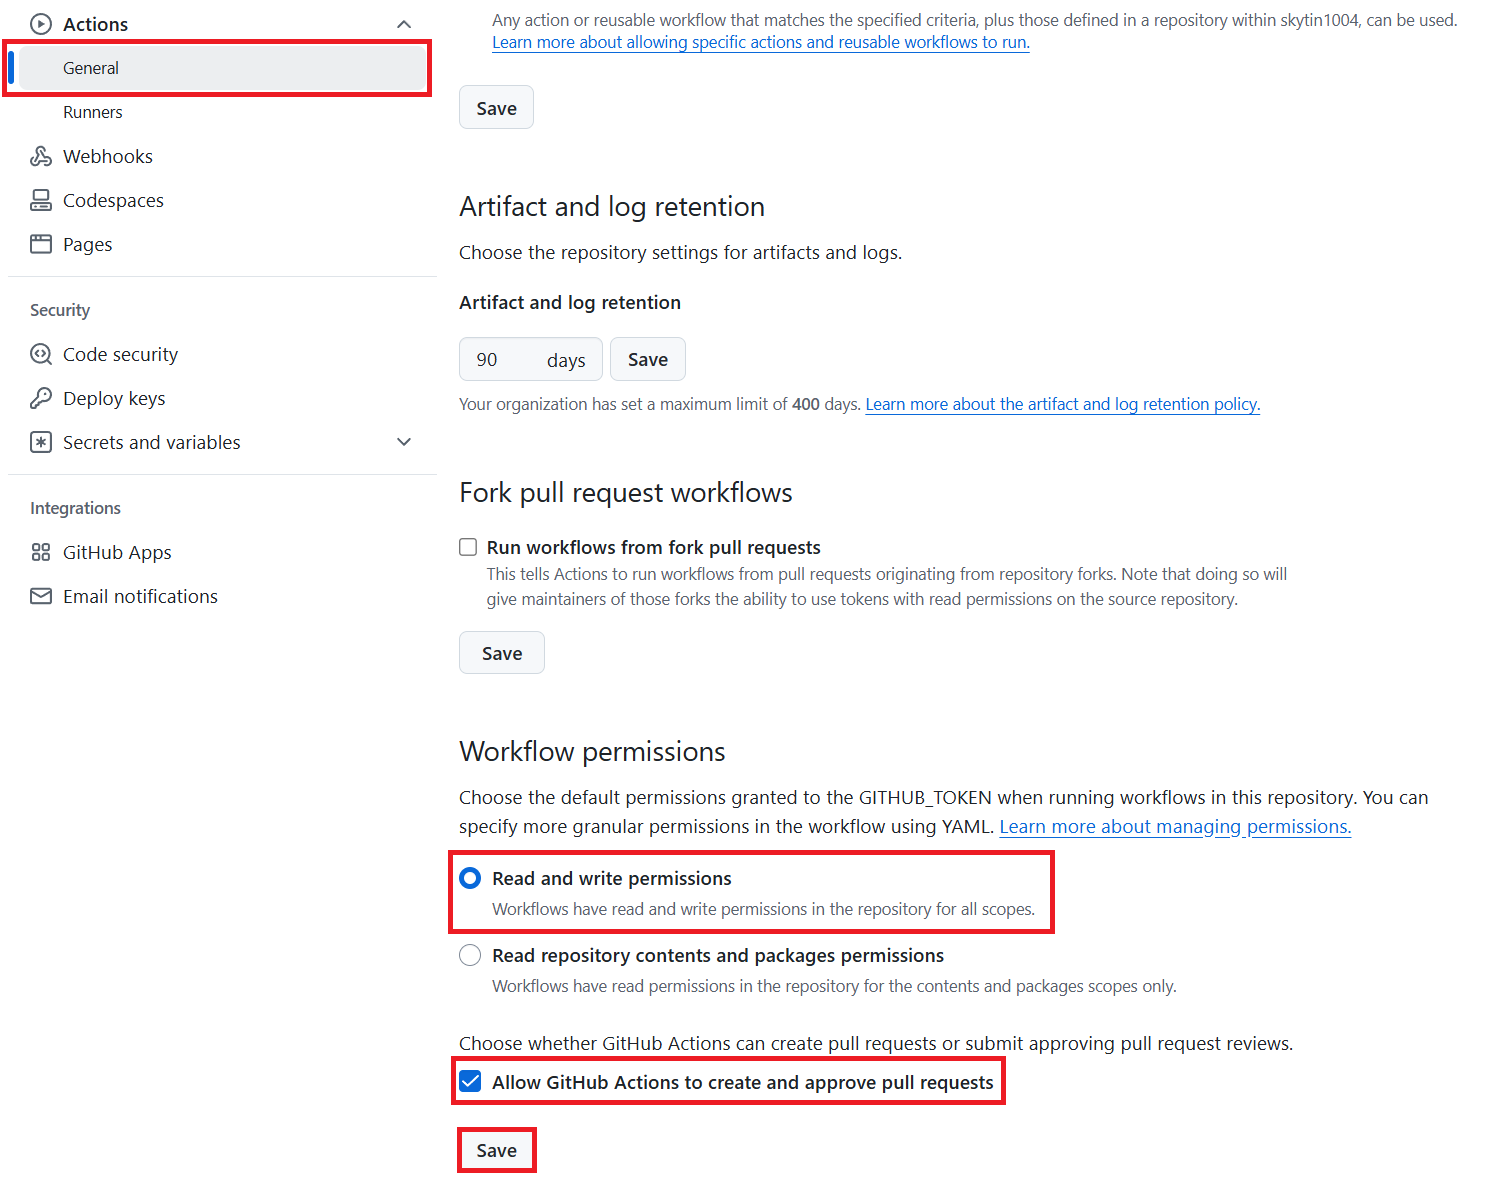 Actions
General
Runners
Webhooks
Codespaces
Pages
Security
Code security
Deploy keys
Secrets and variables
Integrations
GitHub Apps
Email notifications
Any action or reusable workflow that matches the specified criteria, plus those defined in a repository within skytin1004, can be used.
Learn more about allowing specific actions and reusable workflows to run.
Save
Artifact and log retention
Choose the repository settings for artifacts and logs.
Artifact and log retention
90 days Save
Your organization has set a maximum limit of 400 days. Learn more about the artifact and log retention policy.
Fork pull request workflows
Run workflows from fork pull requests
This tells Actions to run workflows from pull requests originating from repository forks. Note that doing so will
give maintainers of those forks the ability to use tokens with read permissions on the source repository.
Save
Workflow permissions
Choose the default permissions granted to the GITHUB_TOKEN when running workflows in this repository. You can
specify more granular permissions in the workflow using YAML. Learn more about managing permissions.
Read and write permissions
Workflows have read and write permissions in the repository for all scopes.
Read repository contents and packages permissions
Workflows have read permissions in the repository for the contents and packages scopes only.
Choose whether GitHub Actions can create pull requests or submit approving pull request reviews.
Allow GitHub Actions to create and approve pull requests
Save